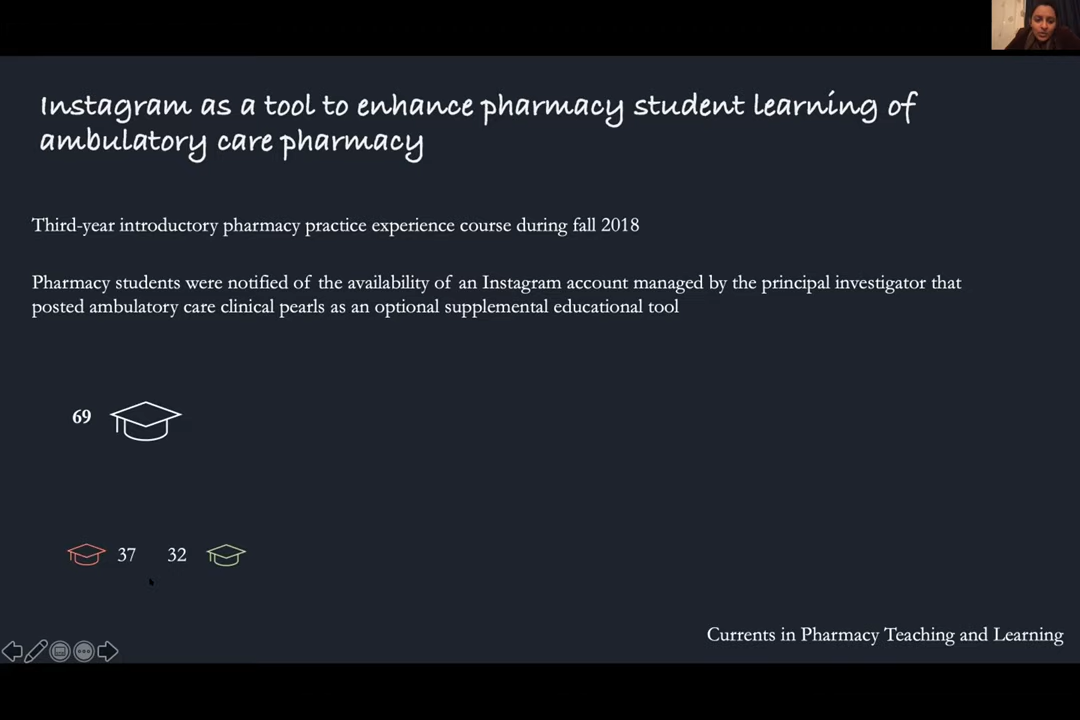 Instagram as a tool to enhance pharmacy student learning of
ambulatory care pharmacy
Third-year introductory pharmacy practice experience course during fall 2018
Pharmacy students were notified of the availability of an Instagram account managed by the principal investigator that
posted ambulatory care clinical pearls as an optional supplemental educational tool
69
37 32
Currents in Pharmacy Teaching and Learning